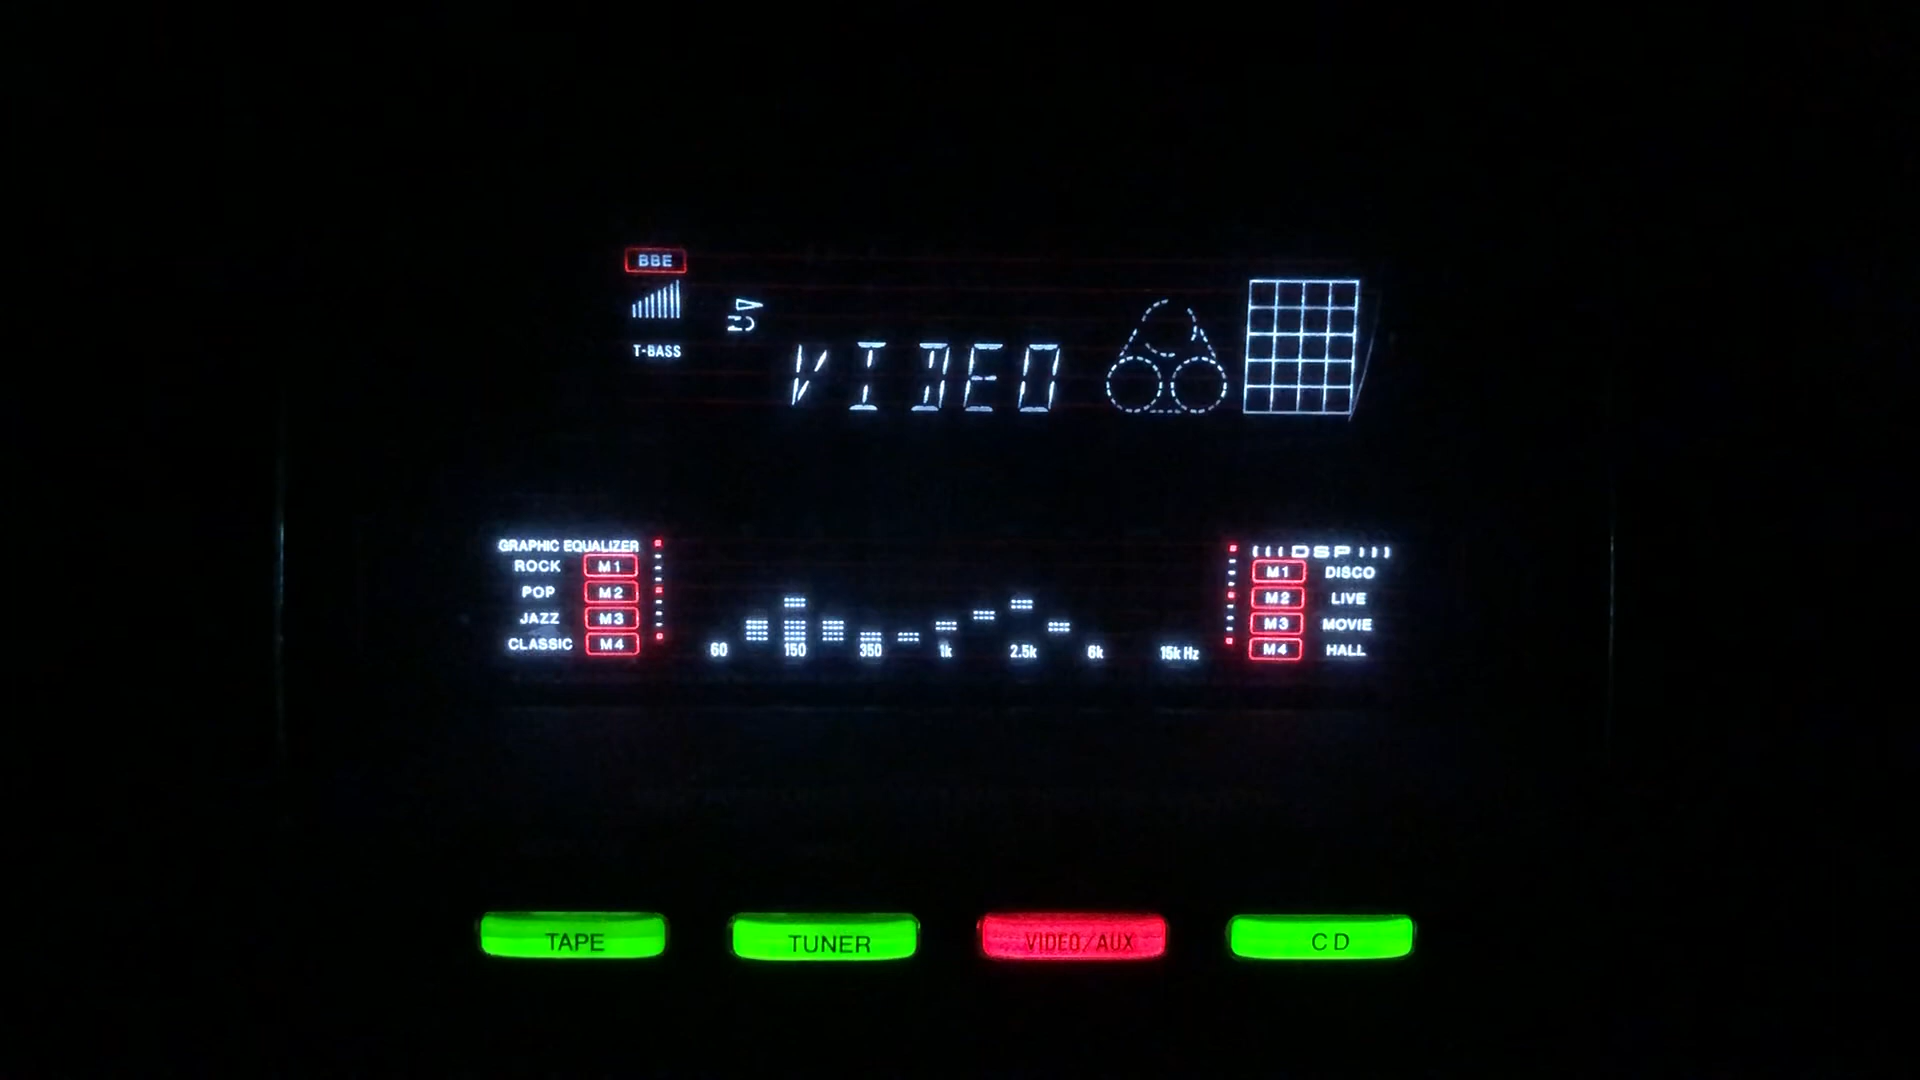 BBE
T-BASS
VIDEO
GRAPHIC EQUALIZER
ROCK M1
POP M2
JAZZ M3
CLASSIC M4
60 150 350 1k 2.5k 6k 15k Hz
(((DSP)))
M1 DISCO
M2 LIVE
M3 MOVIE
M4 HALL
TAPE TUNER VIDEO/AUX CD